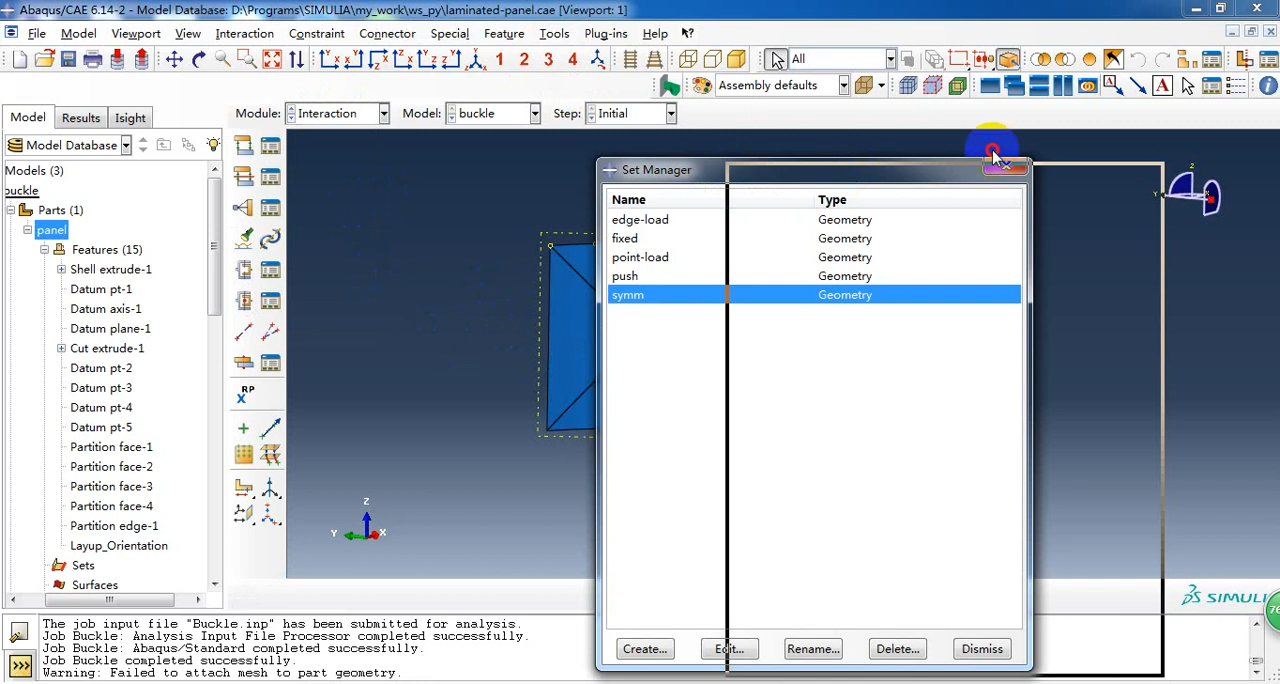 Abaqus/CAE 6.14-2 - Model Database: D:\Programs\SIMULIA\my_work\ws_py\laminated-panel.cae [Viewport: 1]
File Model Viewport View Interaction Constraint Connector Special Feature Tools Plug-ins Help
1 2 3 4 All
Assembly defaults A A i
Model Results Isight Module: Interaction Model: buckle Step: Initial
Model Database
Models (3)
buckle
Parts (1)
panel
Features (15)
Shell extrude-1
Datum pt-1
Datum axis-1
Datum plane-1
Cut extrude-1
Datum pt-2
Datum pt-3
Datum pt-4
Datum pt-5
Partition face-1
Partition face-2
Partition face-3
Partition face-4
Partition edge-1
Layup_Orientation
Sets
Surfaces
RP
X
Z
Y X
Z
Y
Set Manager
Name Type
edge-load Geometry
fixed Geometry
point-load Geometry
push Geometry
symm Geometry
Create... Edit... Rename... Delete... Dismiss
SIMULI
76
The job input file "Buckle.inp" has been submitted for analysis.
Job Buckle: Analysis Input File Processor completed successfully.
Job Buckle: Abaqus/Standard completed successfully.
Job Buckle completed successfully.
Warning: Failed to attach mesh to part geometry.
>>>